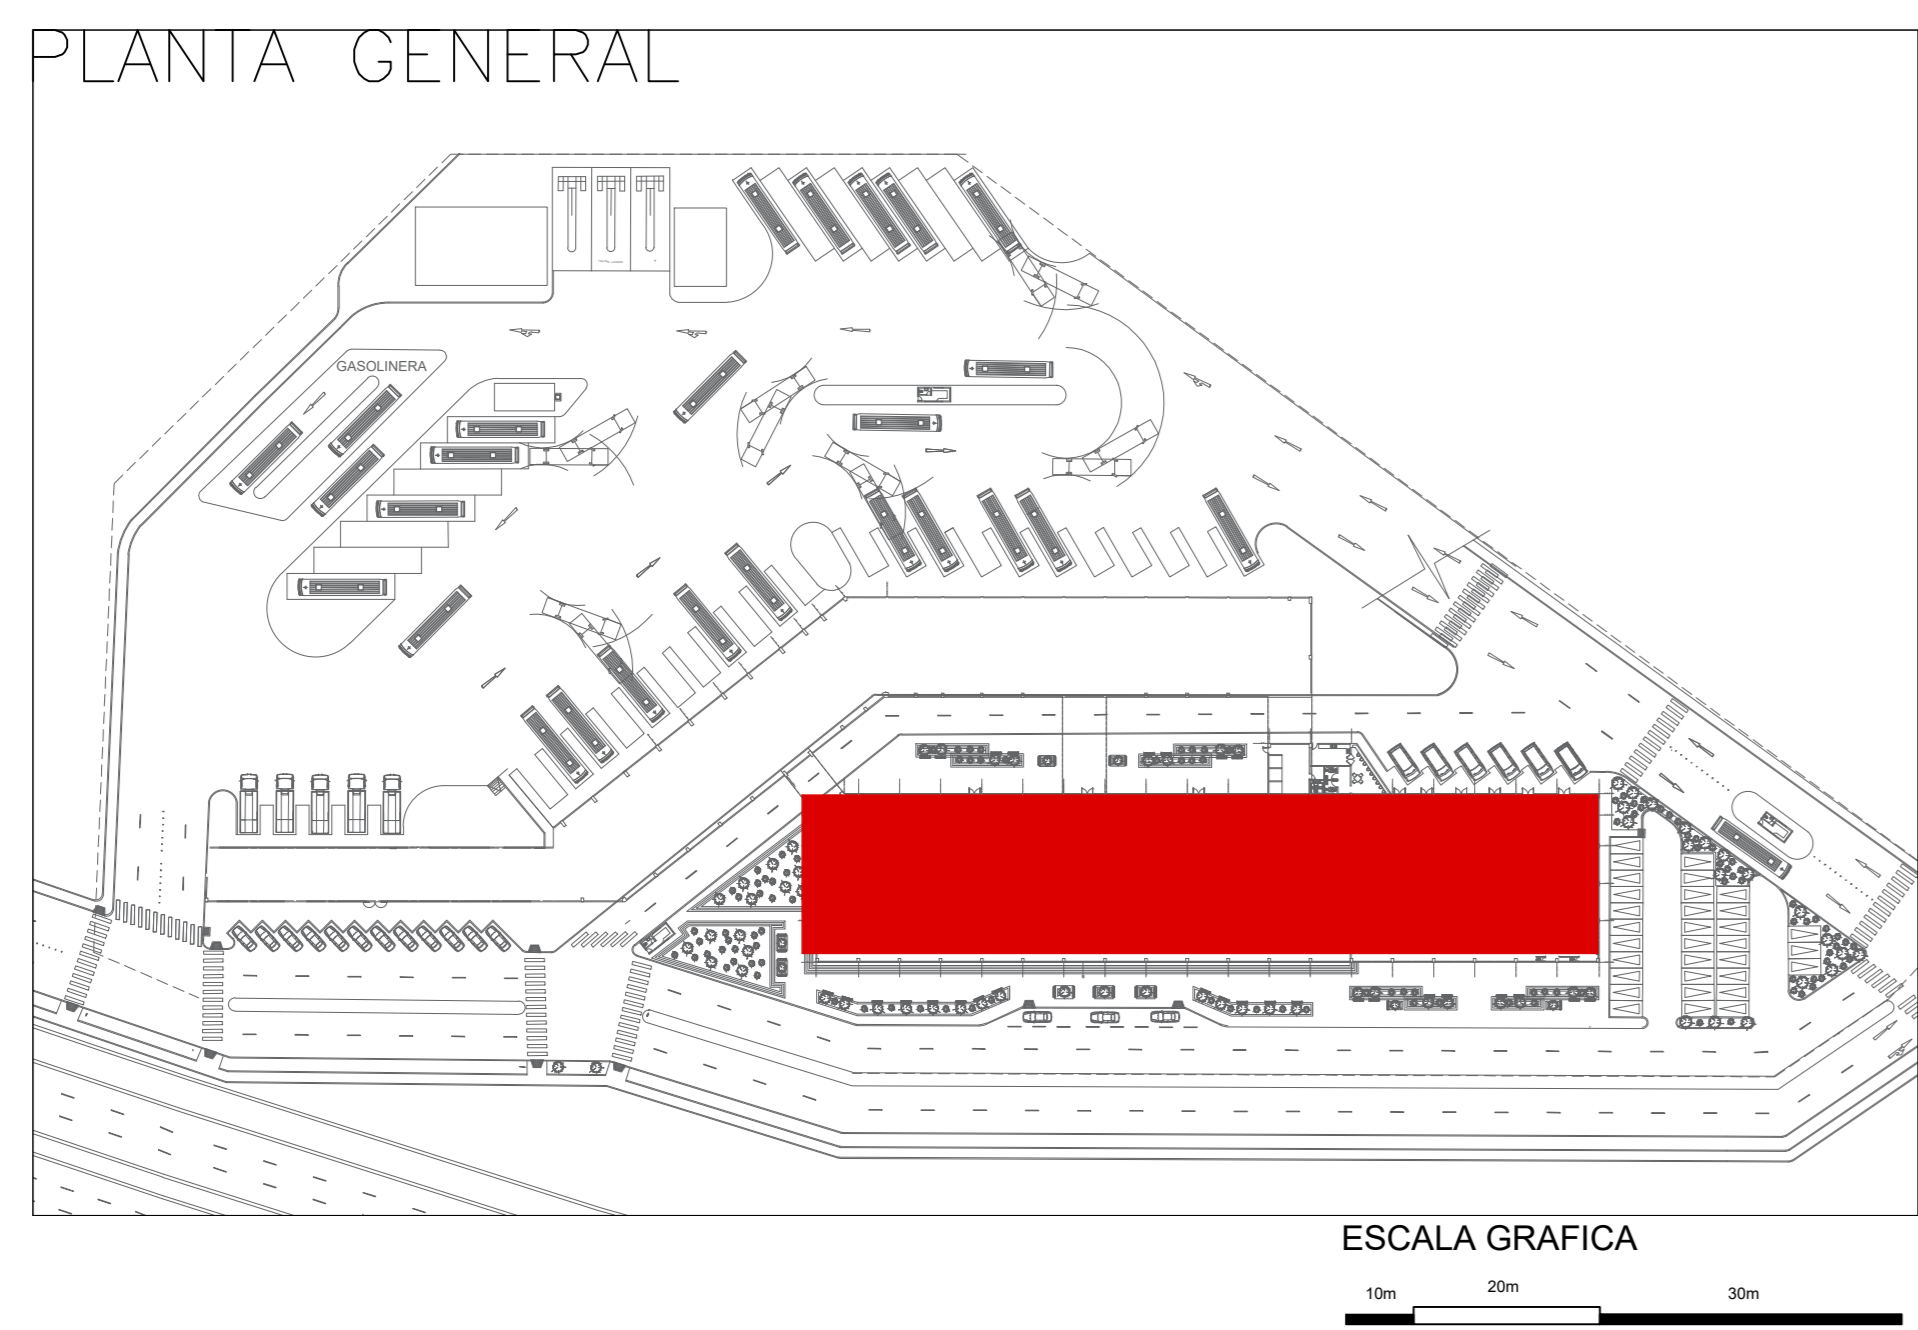 PLANTA GENERAL
GASOLINERA
ESCALA GRAFICA
10m 20m 30m